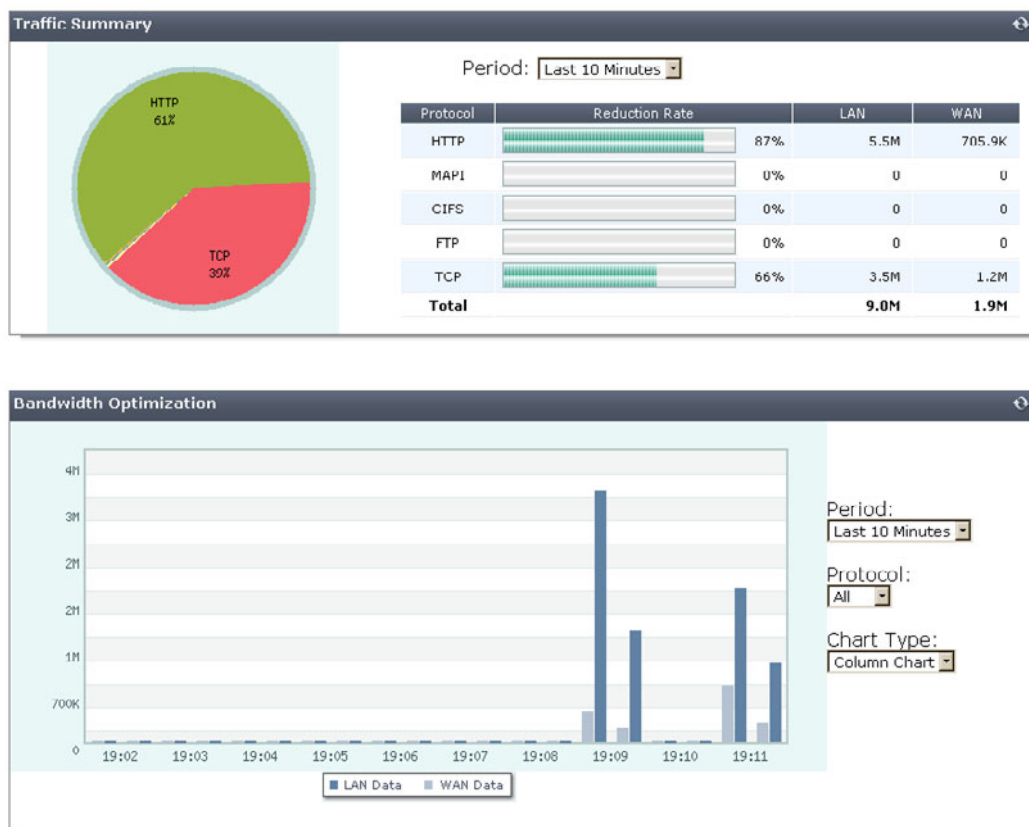 Traffic Summary
HTTP
61%
TCP
39%
Period: Last 10 Minutes
Protocol Reduction Rate LAN WAN
HTTP 87% 5.5M 705.9K
MAPI 0% 0 0
CIFS 0% 0 0
FTP 0% 0 0
TCP 66% 3.5M 1.2M
Total 9.0M 1.9M
Bandwidth Optimization
4M
3M
2M
2M
1M
700K
0
19:02 19:03 19:04 19:05 19:06 19:07 19:08 19:09 19:10 19:11
LAN Data WAN Data
Period:
Last 10 Minutes
Protocol:
All
Chart Type:
Column Chart